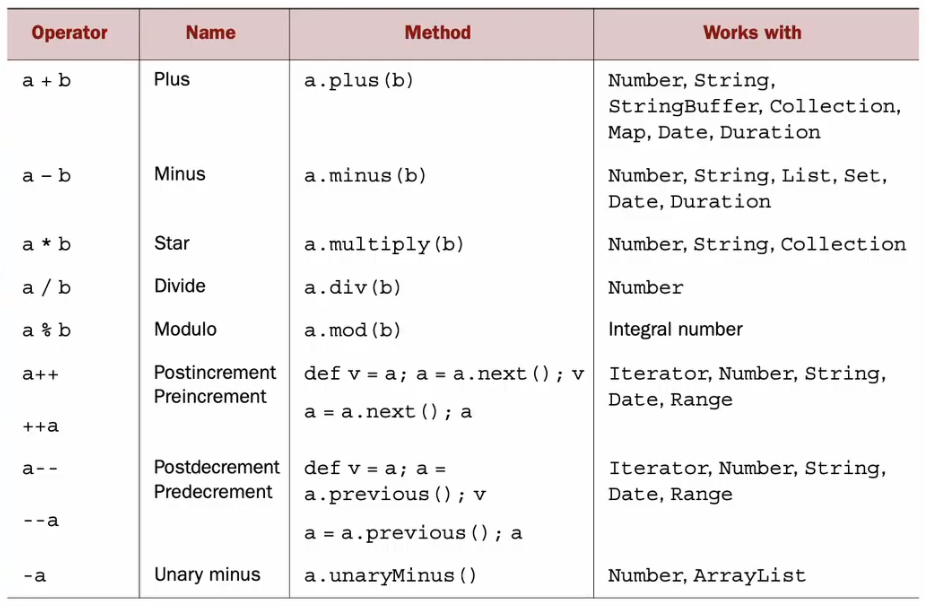 Operator Name Method Works with
a + b Plus a.plus(b) Number, String,
StringBuffer, Collection,
Map, Date, Duration
a – b Minus a.minus(b) Number, String, List, Set,
Date, Duration
a * b Star a.multiply(b) Number, String, Collection
a / b Divide a.div(b) Number
a % b Modulo a.mod(b) Integral number
a++ Postincrement def v = a; a = a.next(); v Iterator, Number, String,
Preincrement Date, Range
++a a = a.next(); a
a-- Postdecrement def v = a; a = Iterator, Number, String,
Predecrement a.previous(); v Date, Range
--a a = a.previous(); a
-a Unary minus a.unaryMinus() Number, ArrayList